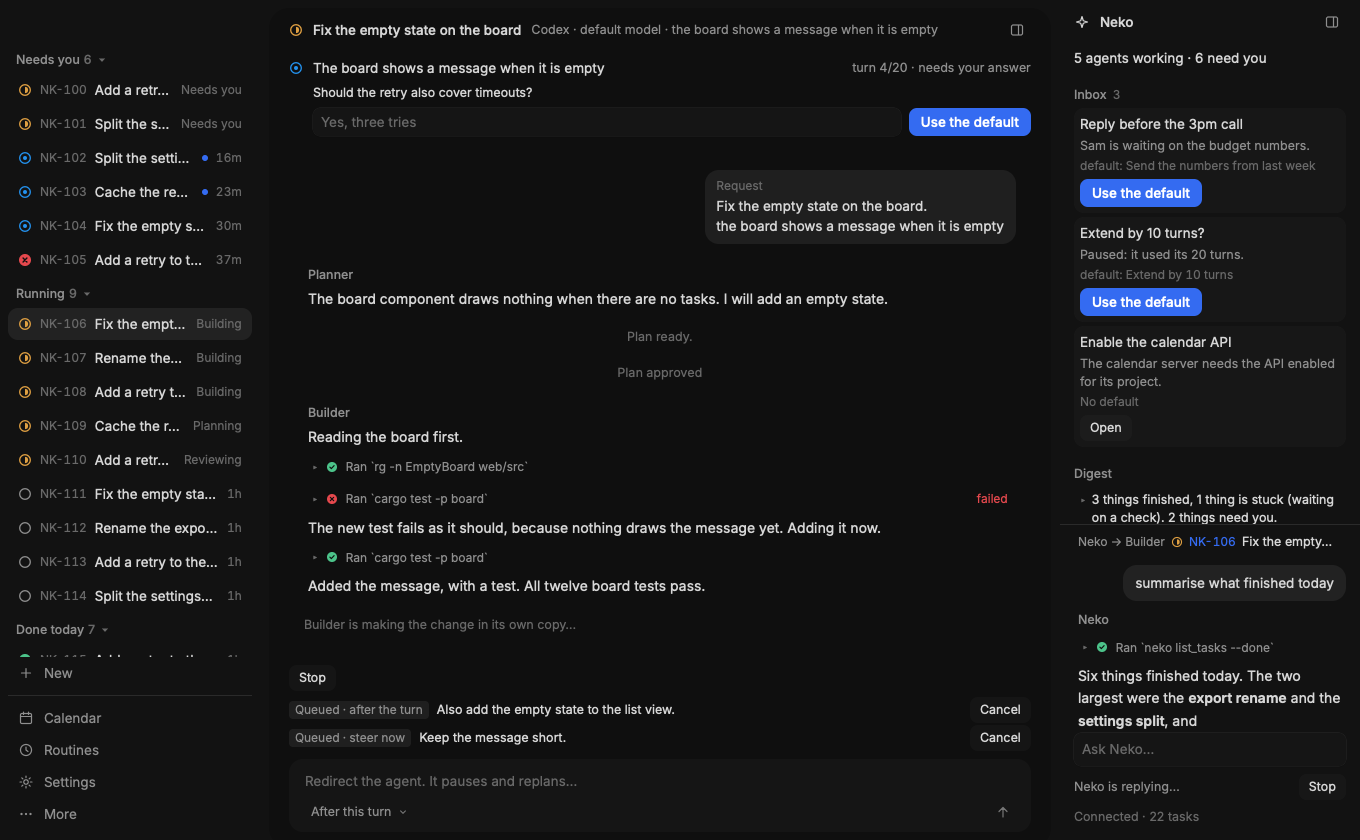 Needs you 6
NK-100 Add a retr... Needs you
NK-101 Split the s... Needs you
NK-102 Split the setti... 16m
NK-103 Cache the re... 23m
NK-104 Fix the empty s... 30m
NK-105 Add a retry to t... 37m
Running 9
NK-106 Fix the empt... Building
NK-107 Rename the... Building
NK-108 Add a retry t... Building
NK-109 Cache the r... Planning
NK-110 Add a retr... Reviewing
NK-111 Fix the empty sta... 1h
NK-112 Rename the expo... 1h
NK-113 Add a retry to the... 1h
NK-114 Split the settings... 1h
Done today 7
New
Calendar
Routines
Settings
More
Fix the empty state on the board Codex · default model · the board shows a message when it is empty
The board shows a message when it is empty turn 4/20 · needs your answer
Should the retry also cover timeouts?
Yes, three tries Use the default
Request
Fix the empty state on the board.
the board shows a message when it is empty
Planner
The board component draws nothing when there are no tasks. I will add an empty state.
Plan ready.
Plan approved
Builder
Reading the board first.
Ran `rg -n EmptyBoard web/src`
Ran `cargo test -p board` failed
The new test fails as it should, because nothing draws the message yet. Adding it now.
Ran `cargo test -p board`
Added the message, with a test. All twelve board tests pass.
Builder is making the change in its own copy...
Stop
Queued · after the turn Also add the empty state to the list view. Cancel
Queued · steer now Keep the message short. Cancel
Redirect the agent. It pauses and replans...
After this turn
Neko
5 agents working · 6 need you
Inbox 3
Reply before the 3pm call
Sam is waiting on the budget numbers.
default: Send the numbers from last week
Use the default
Extend by 10 turns?
Paused: it used its 20 turns.
default: Extend by 10 turns
Use the default
Enable the calendar API
The calendar server needs the API enabled
for its project.
No default
Open
Digest
3 things finished, 1 thing is stuck (waiting
on a check). 2 things need you.
Neko → Builder NK-106 Fix the empty...
summarise what finished today
Neko
Ran `neko list_tasks --done`
Six things finished today. The two
largest were the export rename and the
settings split, and
Ask Neko...
Neko is replying... Stop
Connected · 22 tasks